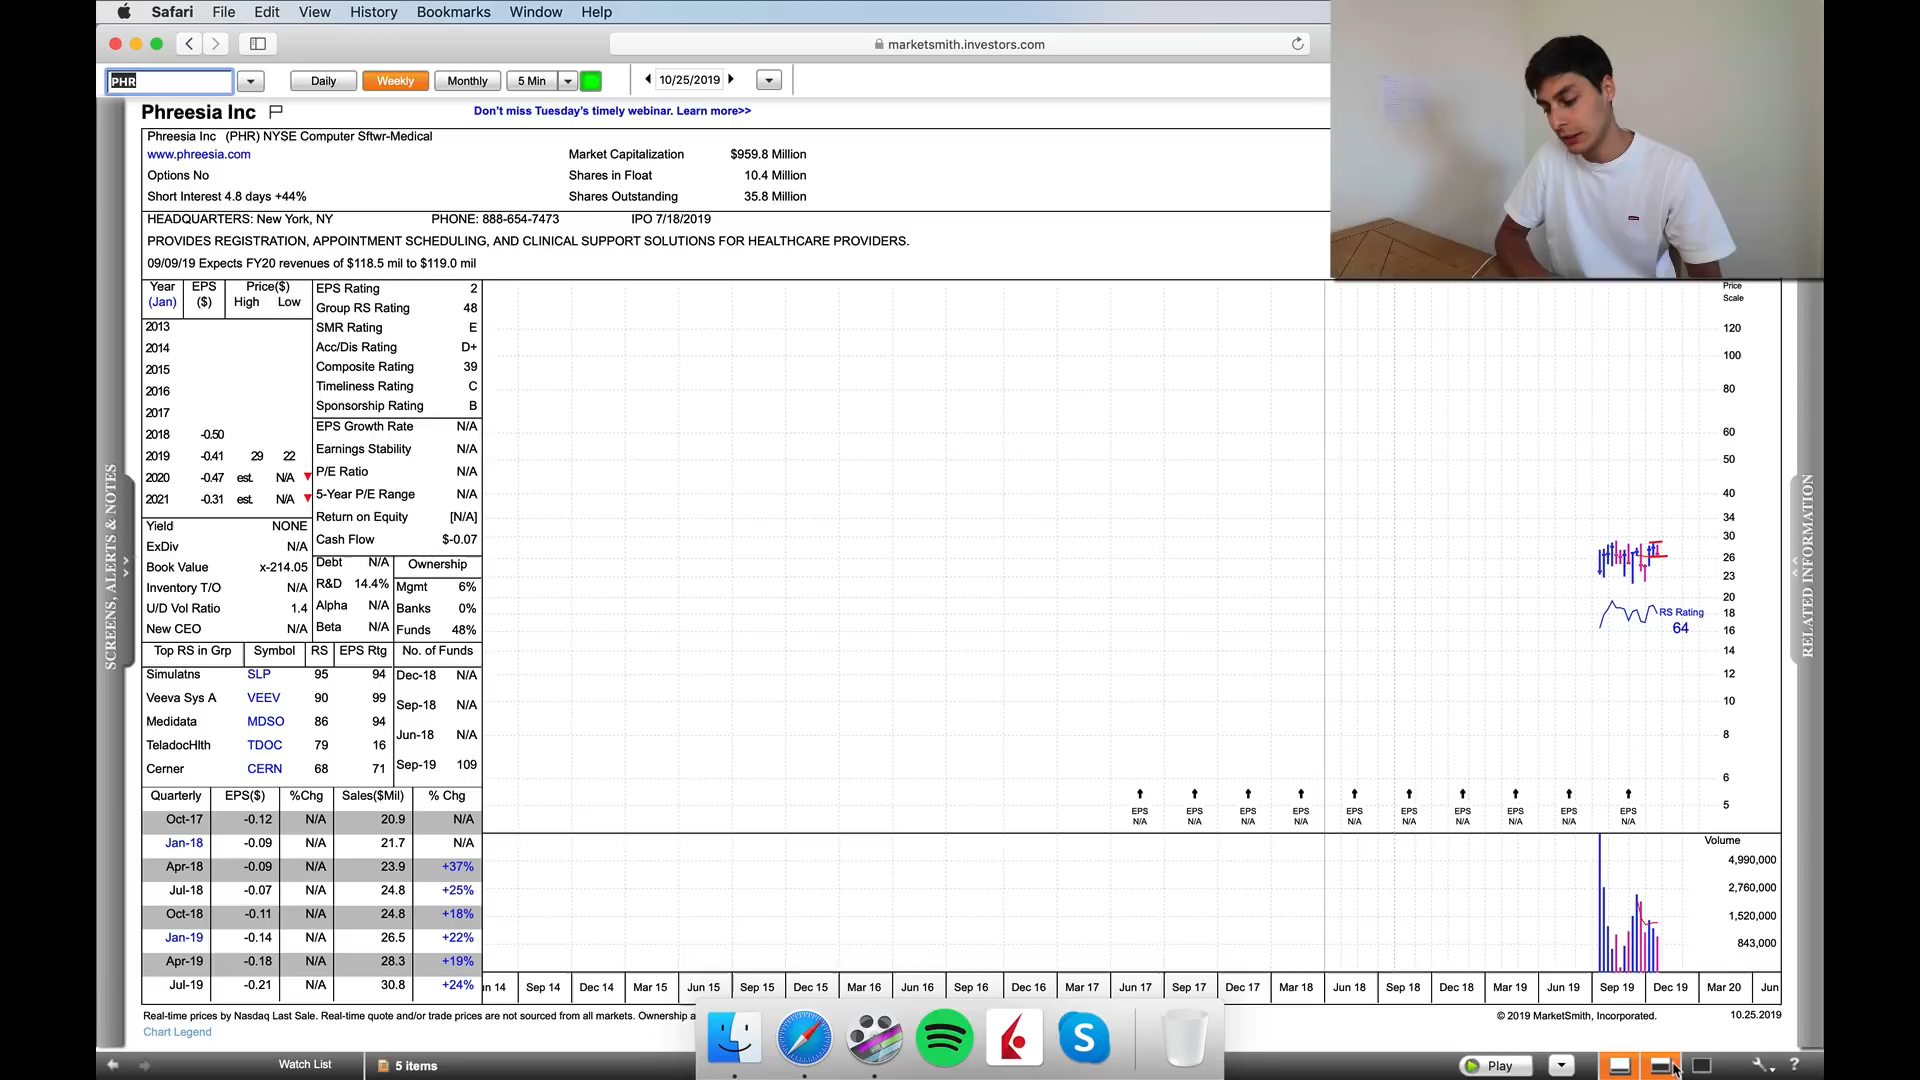 Safari File Edit View History Bookmarks Window Help
marketsmith.investors.com
PHR Daily Weekly Monthly 5 Min 10/25/2019
Phreesia Inc Don't miss Tuesday's timely webinar. Learn more>>
Phreesia Inc (PHR) NYSE Computer Sftwr-Medical
www.phreesia.com Market Capitalization $959.8 Million
Options No Shares in Float 10.4 Million
Short Interest 4.8 days +44% Shares Outstanding 35.8 Million
HEADQUARTERS: New York, NY PHONE: 888-654-7473 IPO 7/18/2019
PROVIDES REGISTRATION, APPOINTMENT SCHEDULING, AND CLINICAL SUPPORT SOLUTIONS FOR HEALTHCARE PROVIDERS.
09/09/19 Expects FY20 revenues of $118.5 mil to $119.0 mil
Year EPS Price($)
(Jan) ($) High Low
2013
2014
2015
2016
2017
2018 -0.50
2019 -0.41 29 22
2020 -0.47 est. N/A
2021 -0.31 est. N/A
Yield NONE
ExDiv N/A
Book Value x-214.05
Inventory T/O N/A
U/D Vol Ratio 1.4
New CEO N/A
EPS Rating 2
Group RS Rating 48
SMR Rating E
Acc/Dis Rating D+
Composite Rating 39
Timeliness Rating C
Sponsorship Rating B
EPS Growth Rate N/A
Earnings Stability N/A
P/E Ratio N/A
5-Year P/E Range N/A
Return on Equity [N/A]
Cash Flow $-0.07
Debt N/A
R&D 14.4%
Alpha N/A
Beta N/A
Ownership
Mgmt 6%
Banks 0%
Funds 48%
Top RS in Grp Symbol RS EPS Rtg
Simulatns SLP 95 94
Veeva Sys A VEEV 90 99
Medidata MDSO 86 94
TeladocHlth TDOC 79 16
Cerner CERN 68 71
No. of Funds
Dec-18 N/A
Sep-18 N/A
Jun-18 N/A
Sep-19 109
Quarterly EPS($) %Chg Sales($Mil) % Chg
Oct-17 -0.12 N/A 20.9 N/A
Jan-18 -0.09 N/A 21.7 N/A
Apr-18 -0.09 N/A 23.9 +37%
Jul-18 -0.07 N/A 24.8 +25%
Oct-18 -0.11 N/A 24.8 +18%
Jan-19 -0.14 N/A 26.5 +22%
Apr-19 -0.18 N/A 28.3 +19%
Jul-19 -0.21 N/A 30.8 +24%
Price
Scale
120
100
80
60
50
40
34
30
26
23
20
18
16
14
12
10
8
6
5
RS Rating
64
EPS EPS EPS EPS EPS EPS EPS EPS EPS EPS
N/A N/A N/A N/A N/A N/A N/A N/A N/A N/A
Volume
4,990,000
2,760,000
1,520,000
843,000
un 14 Sep 14 Dec 14 Mar 15 Jun 15 Sep 15 Dec 15 Mar 16 Jun 16 Sep 16 Dec 16 Mar 17 Jun 17 Sep 17 Dec 17 Mar 18 Jun 18 Sep 18 Dec 18 Mar 19 Jun 19 Sep 19 Dec 19 Mar 20 Jun
Real-time prices by Nasdaq Last Sale. Real-time quote and/or trade prices are not sourced from all markets. Ownership a
© 2019 MarketSmith, Incorporated. 10.25.2019
Chart Legend
SCREENS, ALERTS & NOTES
RELATED INFORMATION
Watch List 5 items Play ?